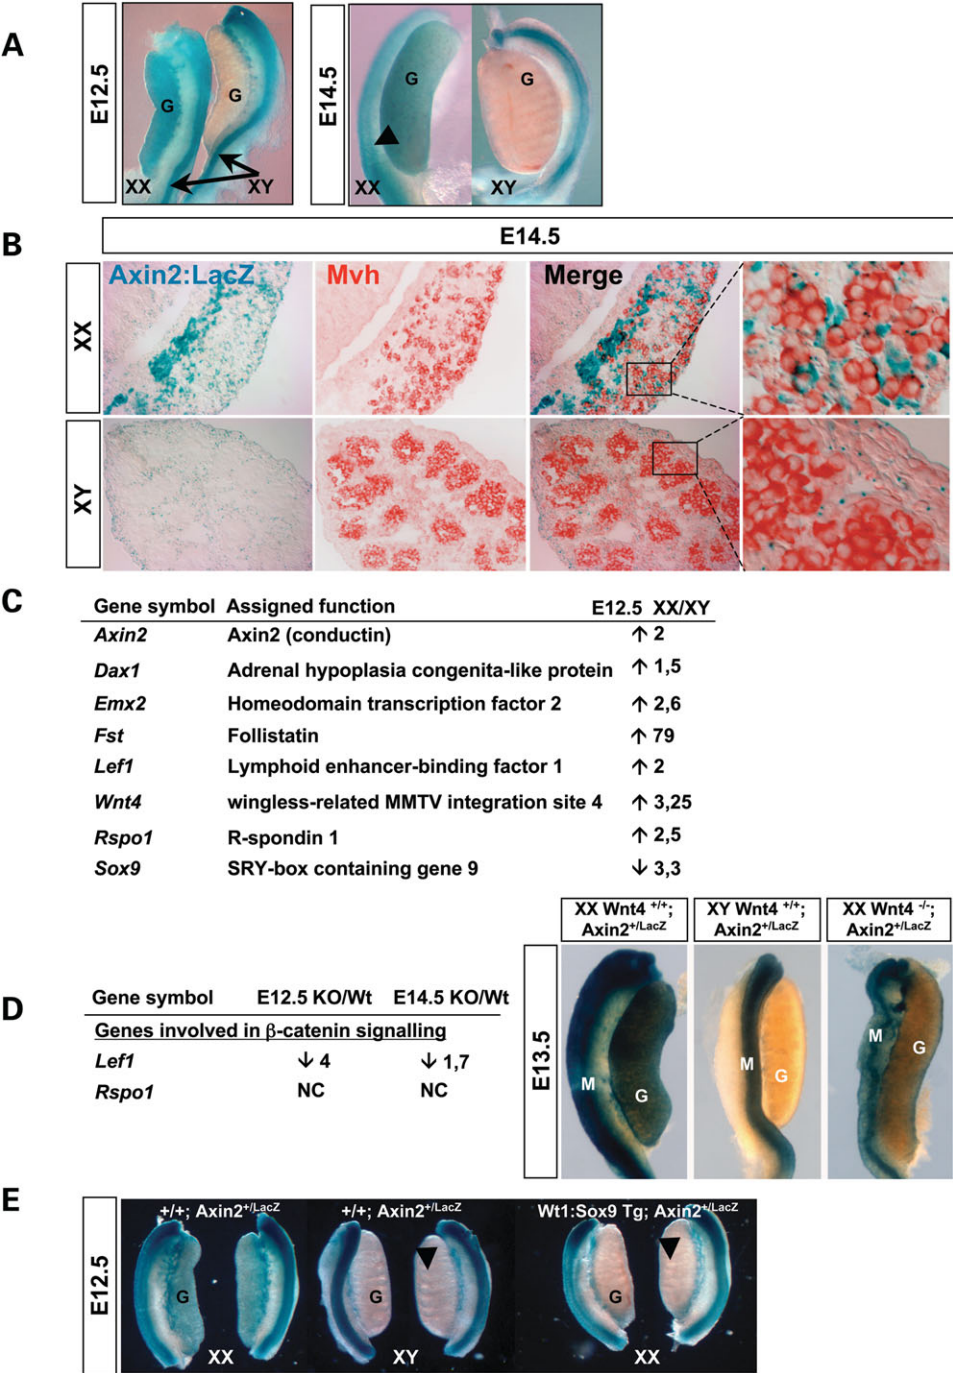 A
E12.5
G
G
XX
XY
E14.5
G
G
XX
XY
B
E14.5
XX
Axin2:LacZ
Mvh
Merge
XY
C
Gene symbol Assigned function E12.5 XX/XY
Axin2 Axin2 (conductin) ↑ 2
Dax1 Adrenal hypoplasia congenita-like protein ↑ 1,5
Emx2 Homeodomain transcription factor 2 ↑ 2,6
Fst Follistatin ↑ 79
Lef1 Lymphoid enhancer-binding factor 1 ↑ 2
Wnt4 wingless-related MMTV integration site 4 ↑ 3,25
Rspo1 R-spondin 1 ↑ 2,5
Sox9 SRY-box containing gene 9 ↓ 3,3
D
Gene symbol E12.5 KO/Wt E14.5 KO/Wt
Genes involved in β-catenin signalling
Lef1 ↓ 4 ↓ 1,7
Rspo1 NC NC
XX Wnt4 +/+;
Axin2+/LacZ
XY Wnt4 +/+;
Axin2+/LacZ
XX Wnt4 -/-;
Axin2+/LacZ
E13.5
M
G
M
G
M
G
E
E12.5
+/+; Axin2+/LacZ
+/+; Axin2+/LacZ
Wt1:Sox9 Tg; Axin2+/LacZ
G
G
G
XX
XY
XX